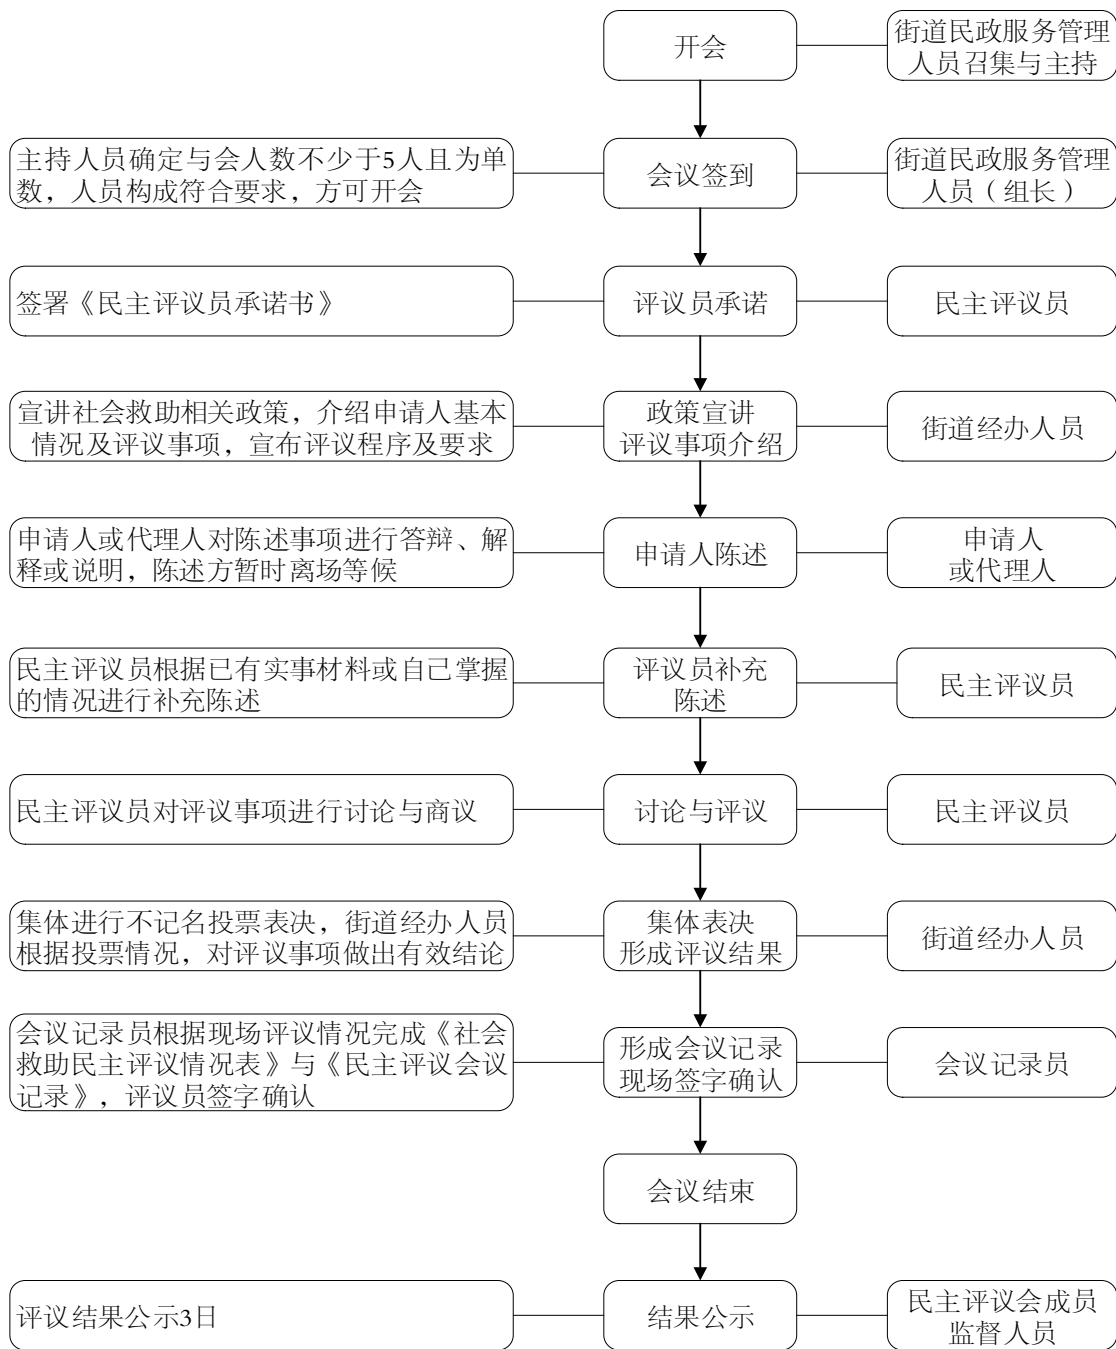 开会
街道民政服务管理
人员召集与主持
主持人员确定与会人数不少于5人且为单
数，人员构成符合要求，方可开会
会议签到
街道民政服务管理
人员（组长）
签署《民主评议员承诺书》
评议员承诺
民主评议员
宣讲社会救助相关政策，介绍申请人基本
情况及评议事项，宣布评议程序及要求
政策宣讲
评议事项介绍
街道经办人员
申请人或代理人对陈述事项进行答辩、解
释或说明，陈述方暂时离场等候
申请人陈述
申请人
或代理人
民主评议员根据已有实事材料或自己掌握
的情况进行补充陈述
评议员补充
陈述
民主评议员
民主评议员对评议事项进行讨论与商议
讨论与评议
民主评议员
集体进行不记名投票表决，街道经办人员
根据投票情况，对评议事项做出有效结论
集体表决
形成评议结果
街道经办人员
会议记录员根据现场评议情况完成《社会
救助民主评议情况表》与《民主评议会议
记录》，评议员签字确认
形成会议记录
现场签字确认
会议记录员
会议结束
评议结果公示3日
结果公示
民主评议会成员
监督人员